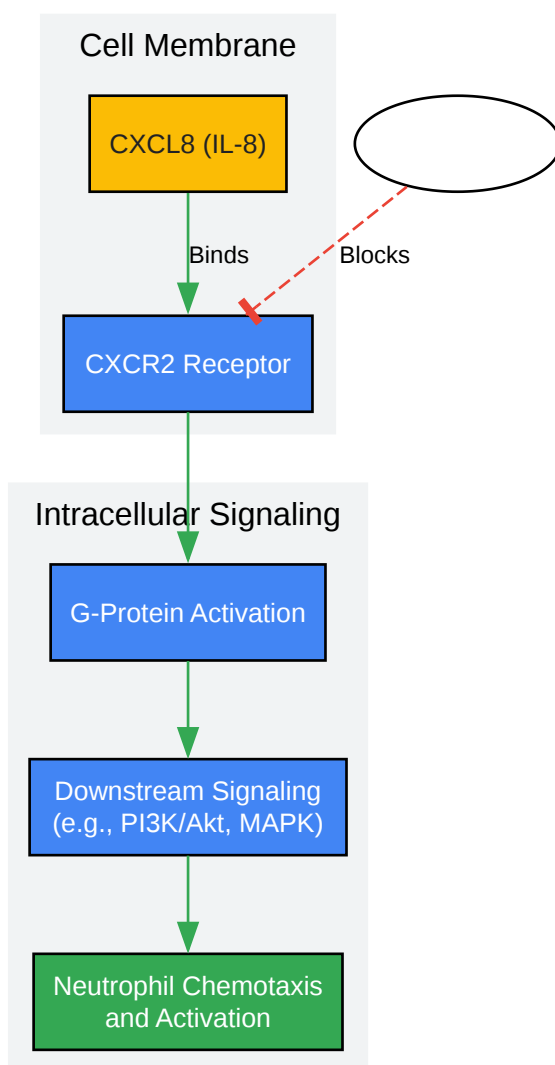 Cell Membrane
CXCL8 (IL-8)
Binds
Blocks
CXCR2 Receptor
Intracellular Signaling
G-Protein Activation
Downstream Signaling
(e.g., PI3K/Akt, MAPK)
Neutrophil Chemotaxis
and Activation